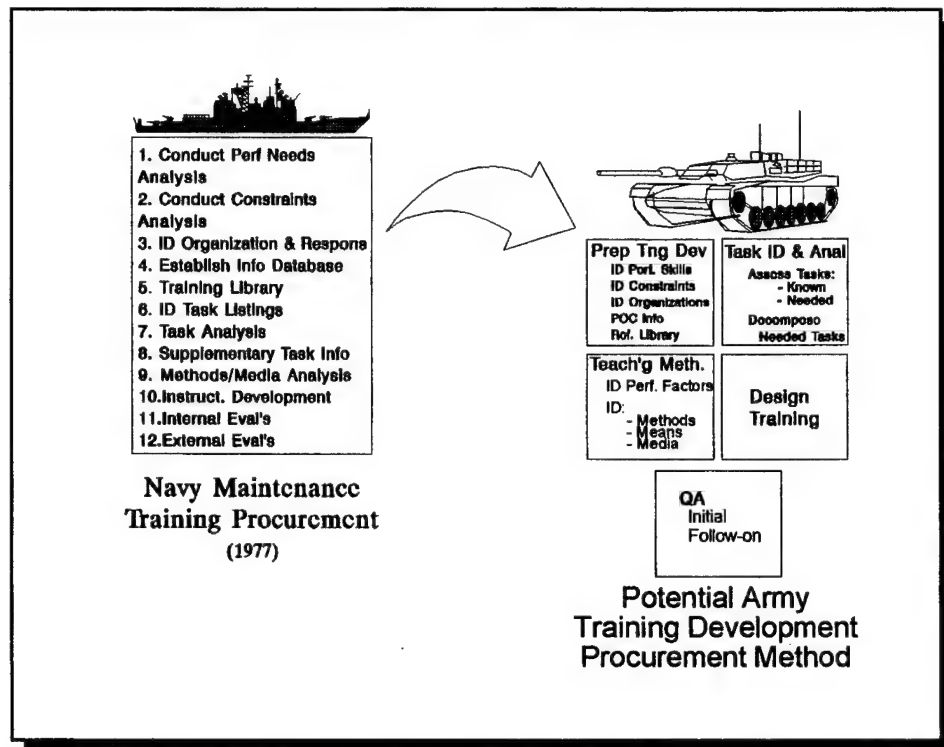 1. Conduct Perf Needs
Analysis
2. Conduct Constraints
Analysis
3. ID Organization & Respons
4. Establish Info Database
5. Training Library
6. ID Task Listings
7. Task Analysis
8. Supplementary Task Info
9. Methods/Media Analysis
10.Instruct. Development
11.Internal Eval's
12.External Eval's
Navy Maintenance
Training Procurement
(1977)
Prep Tng Dev
ID Perf. Skills
ID Constraints
ID Organizations
POC Info
Ref. Library
Task ID & Anal
Assess Tasks:
- Known
- Needed
Decompose
Needed Tasks
Teach'g Meth.
ID Perf. Factors
ID:
- Methods
- Means
- Media
Design
Training
QA
Initial
Follow-on
Potential Army
Training Development
Procurement Method